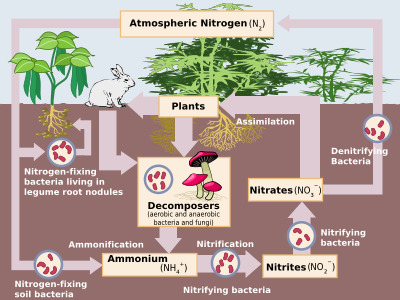 Atmospheric Nitrogen (N₂)
Plants
Assimilation
Denitrifying
Bacteria
Nitrogen-fixing
bacteria living in
legume root nodules
Nitrates (NO₃⁻)
Decomposers
(aerobic and anaerobic
bacteria and fungi)
Ammonification
Nitrification
Nitrifying
bacteria
Ammonium
(NH₄⁺)
Nitrites (NO₂⁻)
Nitrogen-fixing
soil bacteria
Nitrifying bacteria